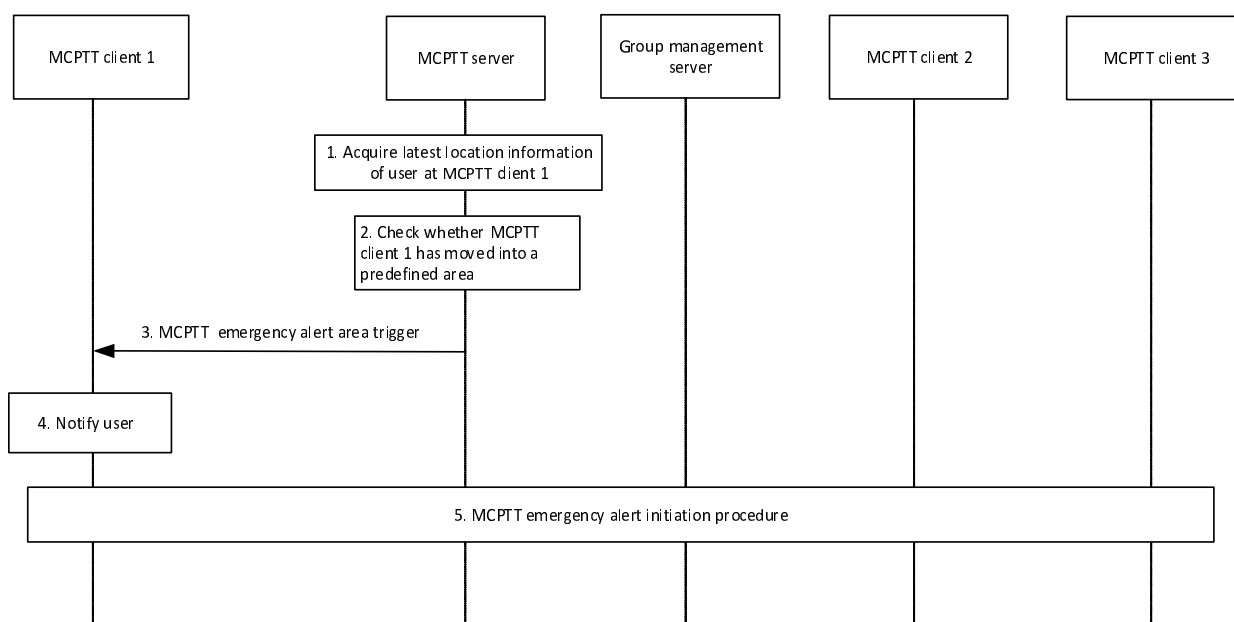 MCPTT client 1
MCPTT server
Group management
server
MCPTT client 2
MCPTT client 3
1. Acquire latest location information
of user at MCPTT client 1
2. Check whether MCPTT
client 1 has moved into a
predefined area
3. MCPTT emergency alert area trigger
4. Notify user
5. MCPTT emergency alert initiation procedure